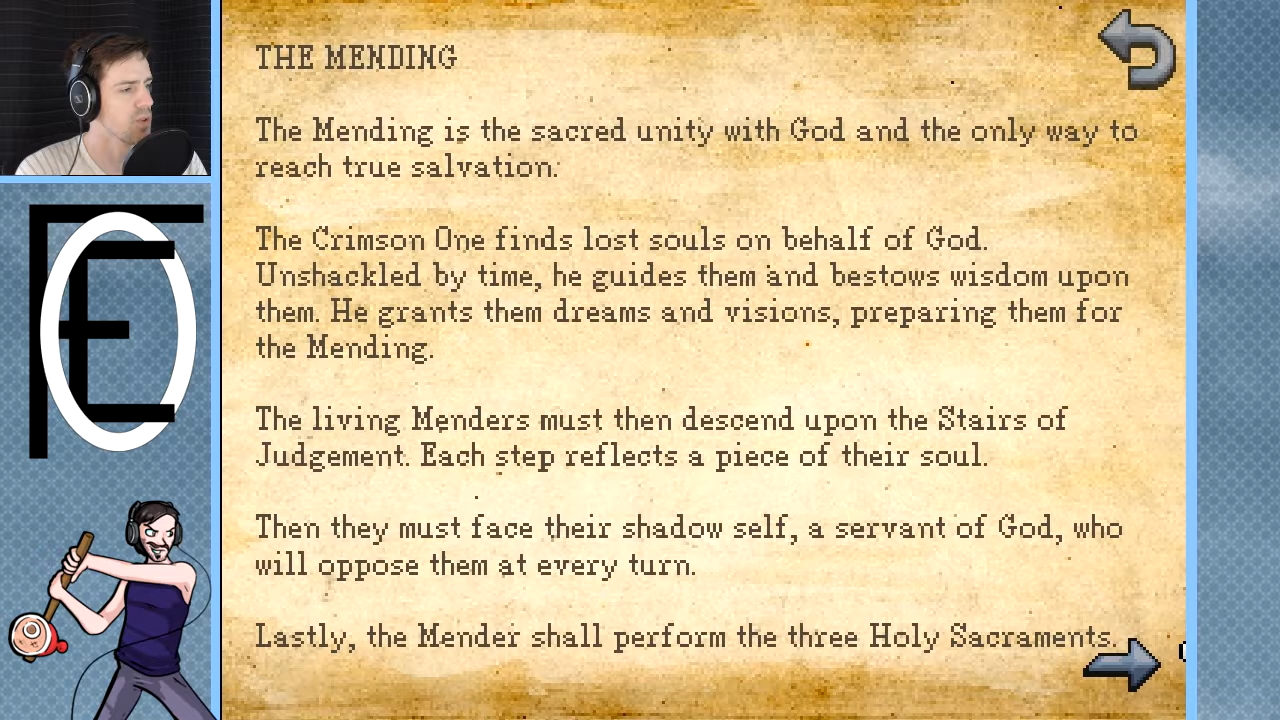 THE MENDING
The Mending is the sacred unity with God and the only way to
reach true salvation.
The Crimson One finds lost souls on behalf of God.
Unshackled by time, he guides them and bestows wisdom upon
them. He grants them dreams and visions, preparing them for
the Mending.
The living Menders must then descend upon the Stairs of
Judgement. Each step reflects a piece of their soul.
Then they must face their shadow self, a servant of God, who
will oppose them at every turn.
Lastly, the Mender shall perform the three Holy Sacraments.